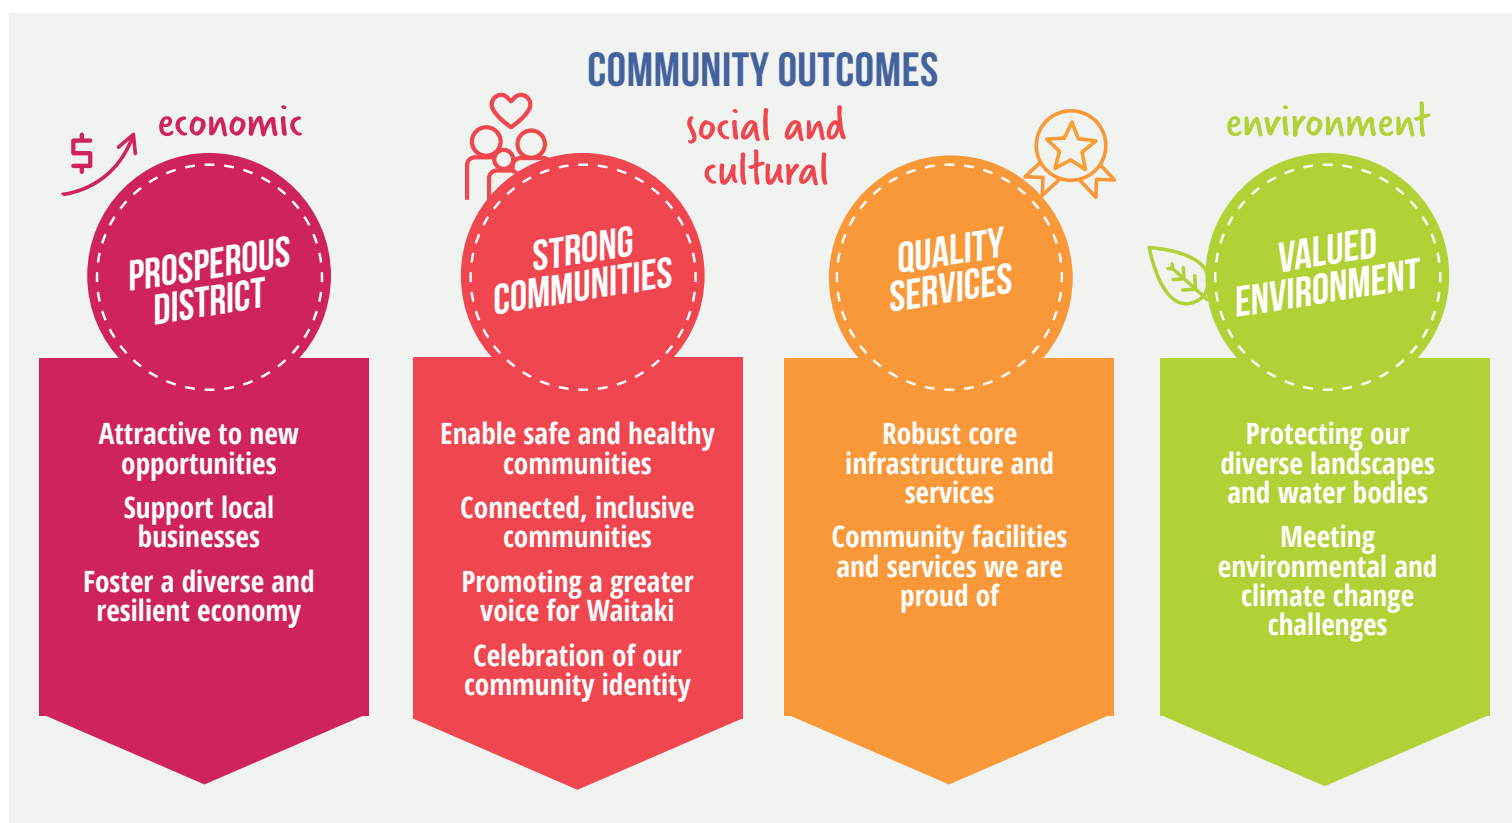 COMMUNITY OUTCOMES
economic
$
PROSPEROUS
DISTRICT
Attractive to new
opportunities
Support local
businesses
Foster a diverse and
resilient economy
social and
cultural
STRONG
COMMUNITIES
Enable safe and healthy
communities
Connected, inclusive
communities
Promoting a greater
voice for Waitaki
Celebration of our
community identity
QUALITY
SERVICES
Robust core
infrastructure and
services
Community facilities
and services we are
proud of
environment
VALUED
ENVIRONMENT
Protecting our
diverse landscapes
and water bodies
Meeting
environmental and
climate change
challenges